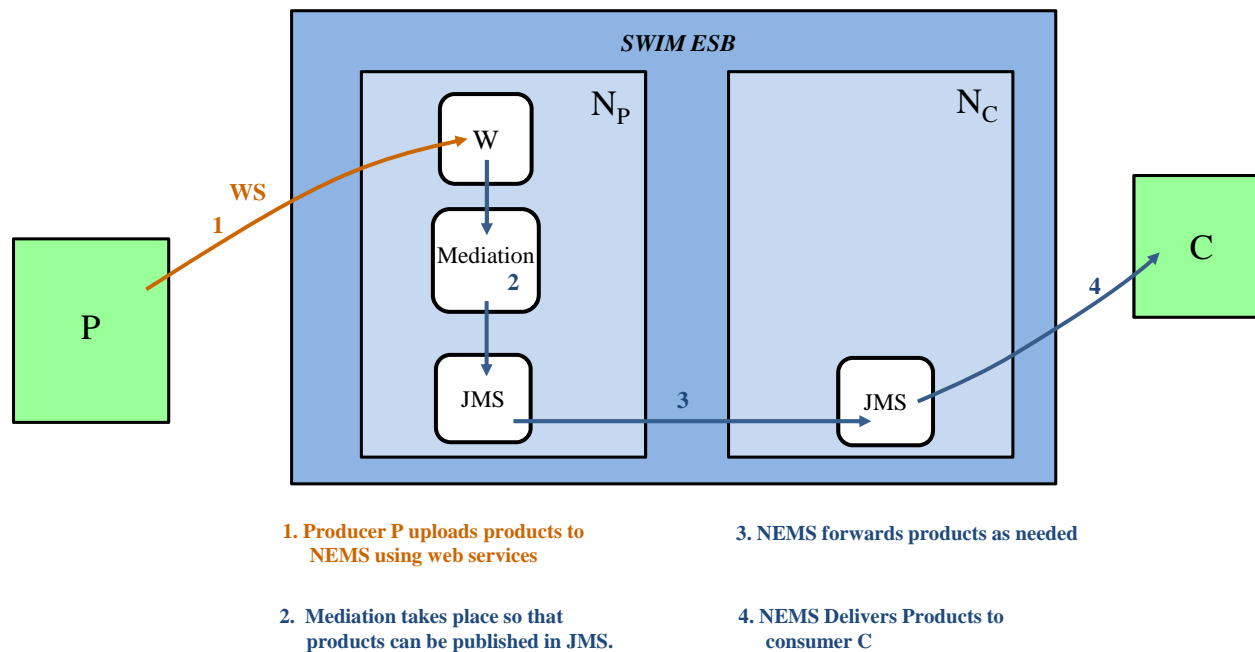 SWIM ESB
NP
NC
W
WS
1
Mediation
2
P
C
4
JMS
3
JMS
1. Producer P uploads products to
NEMS using web services
3. NEMS forwards products as needed
2. Mediation takes place so that
products can be published in JMS.
4. NEMS Delivers Products to
consumer C